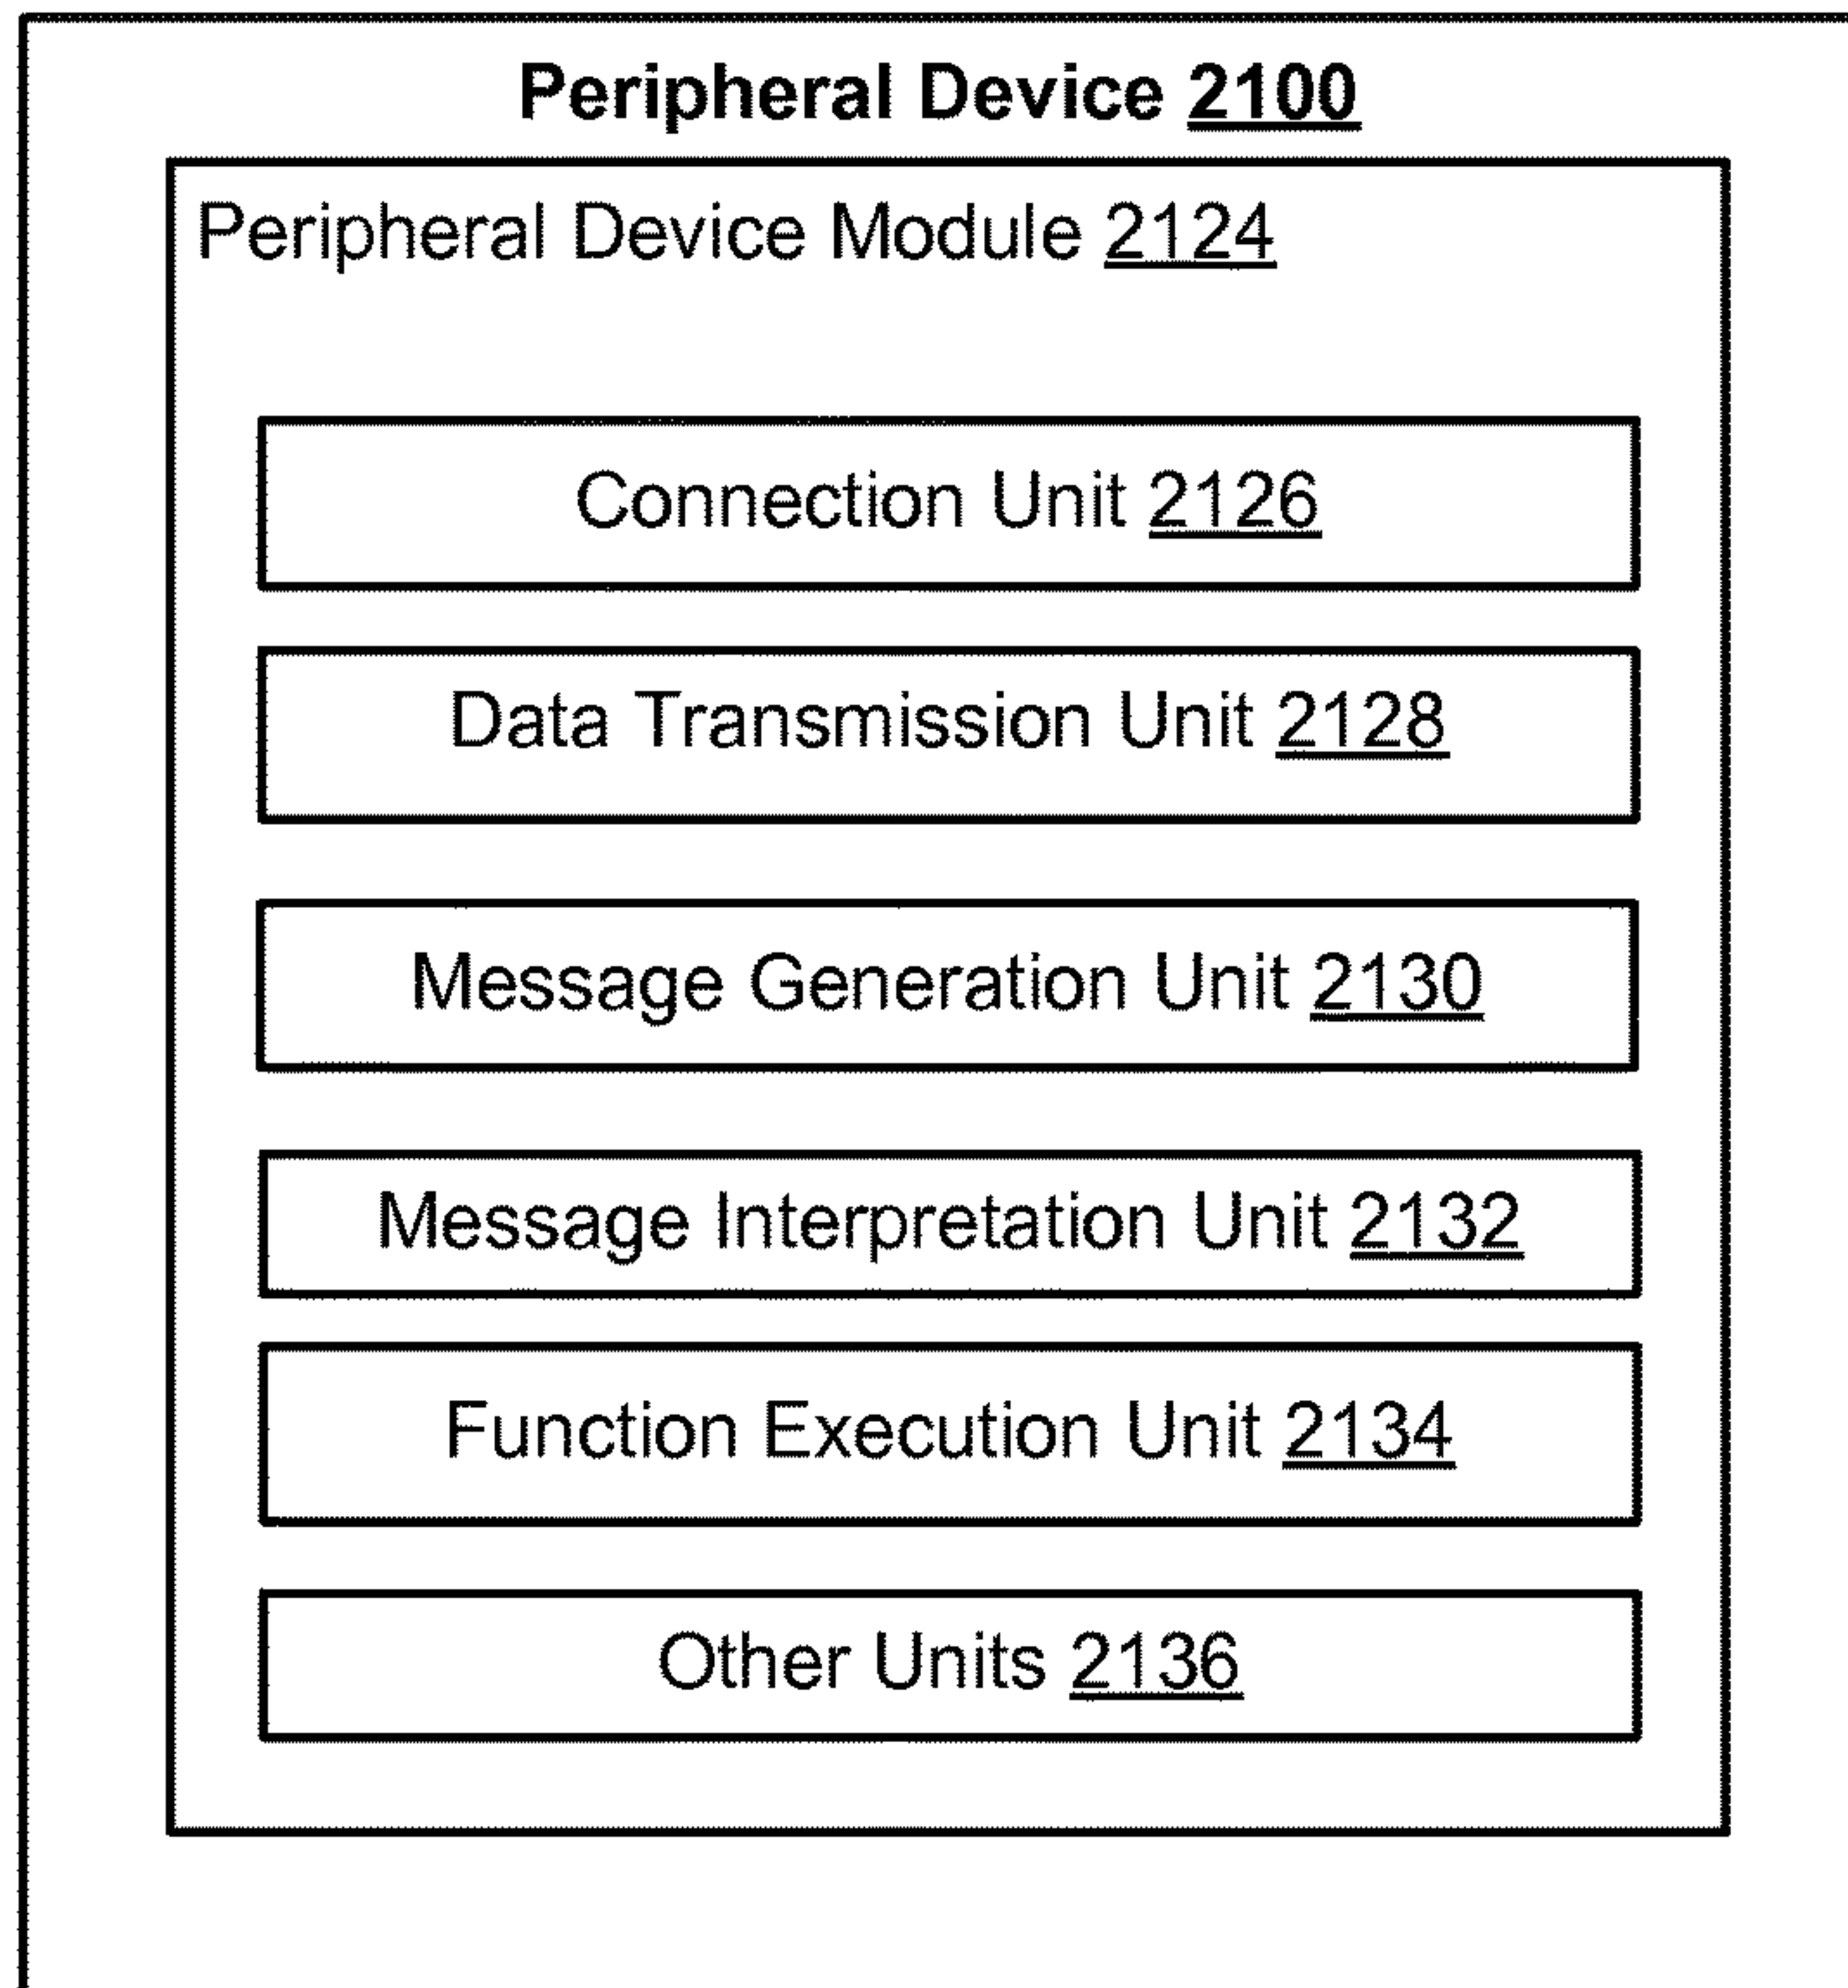 Peripheral Device 2100
Peripheral Device Module 2124
Connection Unit 2126
Data Transmission Unit 2128
Message Generation Unit 2130
Message Interpretation Unit 2132
Function Execution Unit 2134
Other Units 2136